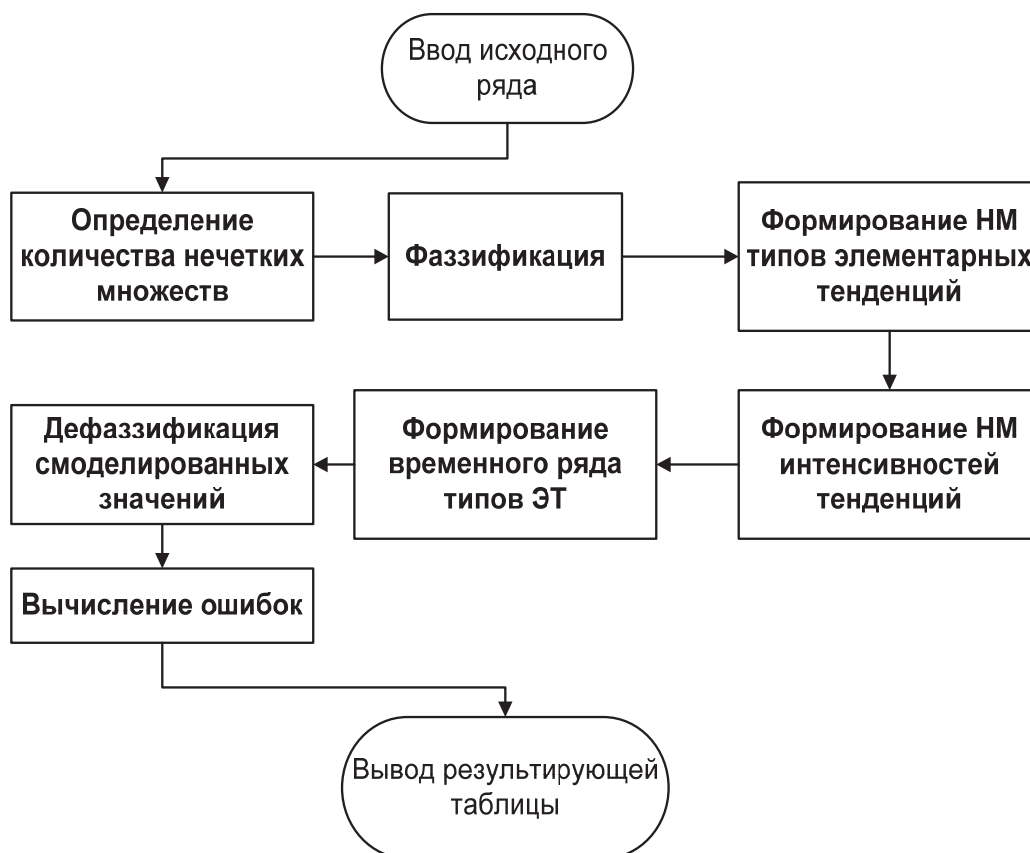 Ввод исходного
ряда
Определение
количества нечетких
множеств
Фаззификация
Формирование НМ
типов элементарных
тенденций
Формирование НМ
интенсивностей
тенденций
Формирование
временного ряда
типов ЭТ
Дефаззификация
смоделированных
значений
Вычисление ошибок
Вывод результирующей
таблицы